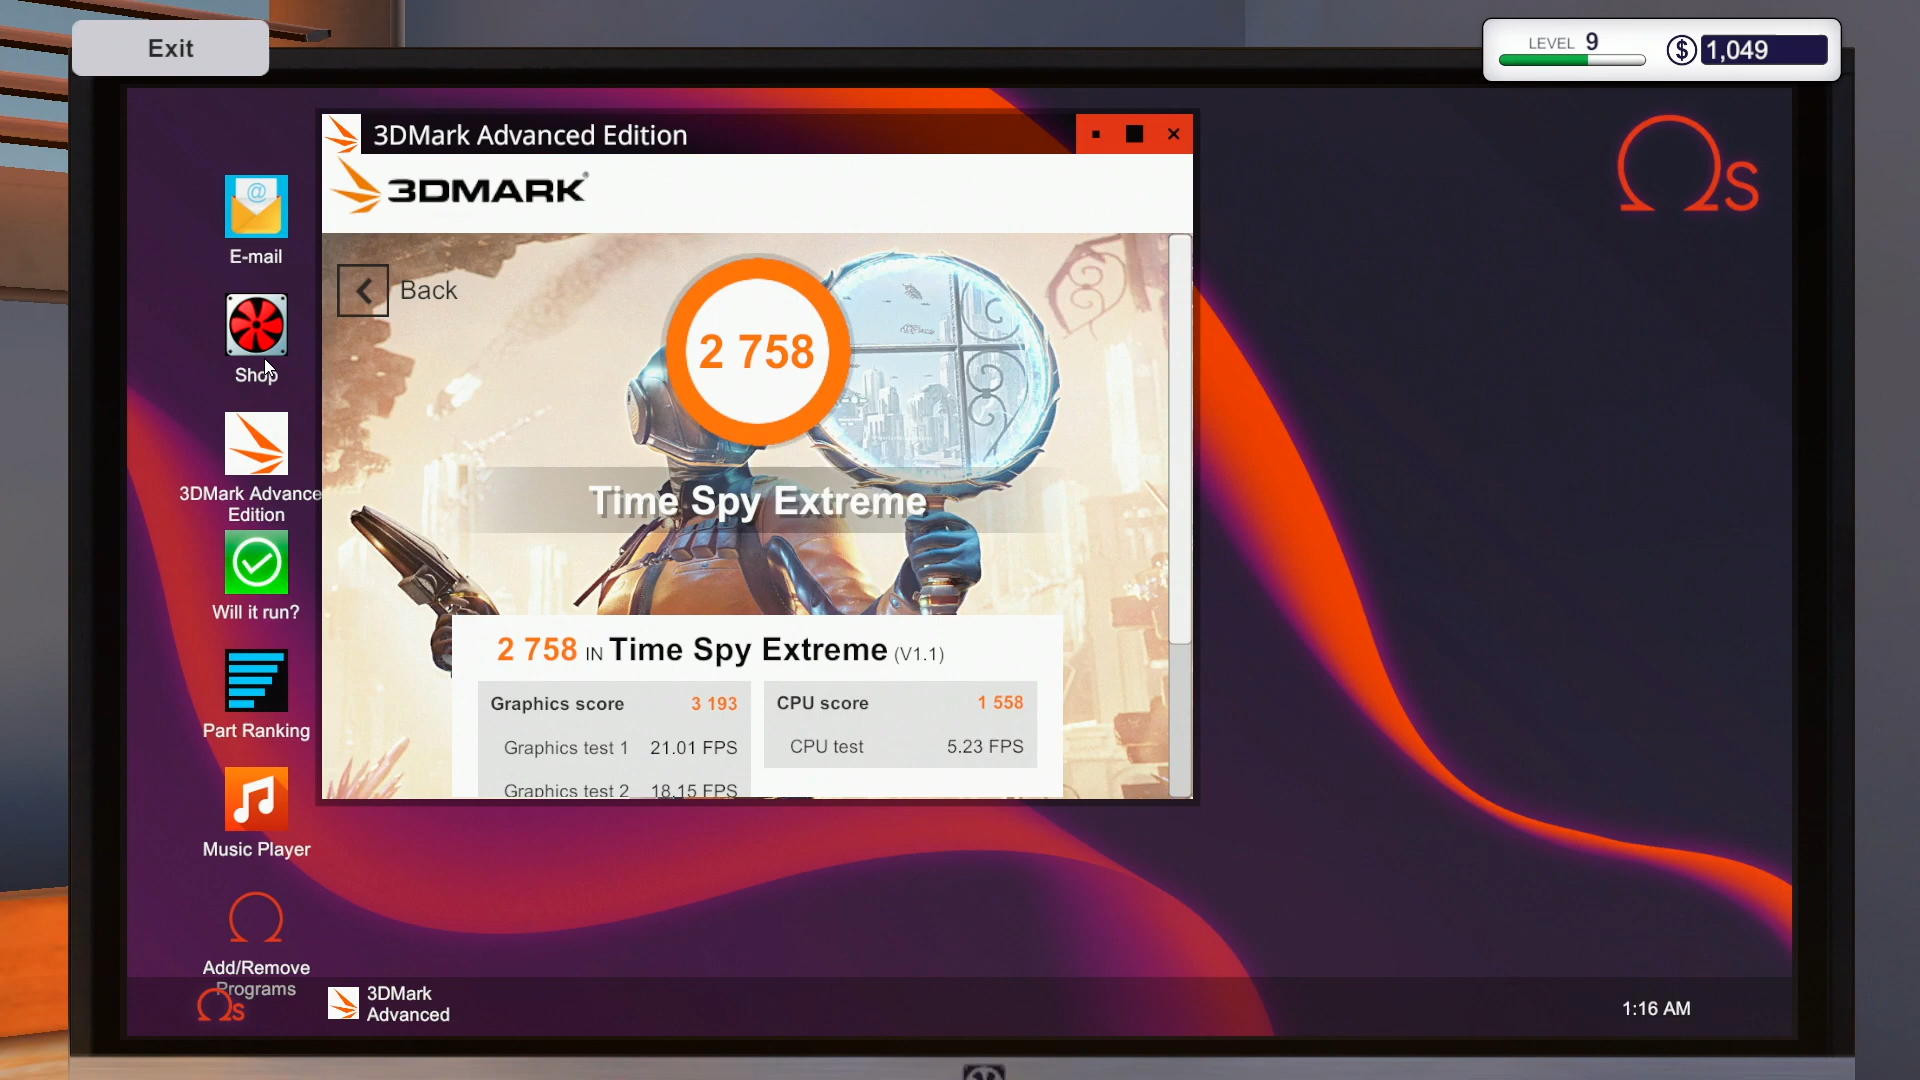 Exit
LEVEL 9
$ 1,049
3DMark Advanced Edition
3DMARK®
Back
2 758
Time Spy Extreme
2 758 IN Time Spy Extreme (V1.1)
Graphics score 3 193
Graphics test 1 21.01 FPS
Graphics test 2 18.15 FPS
CPU score 1 558
CPU test 5.23 FPS
E-mail
Shop
3DMark Advance
Edition
Will it run?
Part Ranking
Music Player
Add/Remove
Programs
Ωs
Ωs
3DMark
Advanced
1:16 AM